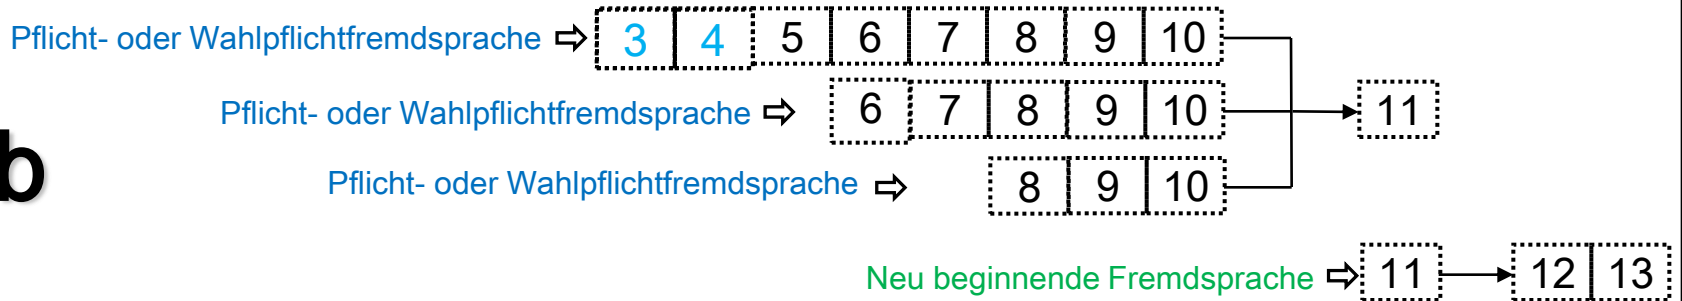 Pflicht- oder Wahlpflichtfremdsprache ⇨ 3 4 5 6 7 8 9 10
Pflicht- oder Wahlpflichtfremdsprache ⇨ 6 7 8 9 10 11
b
Pflicht- oder Wahlpflichtfremdsprache ⇨ 8 9 10
Neu beginnende Fremdsprache ⇨ 11 12 13